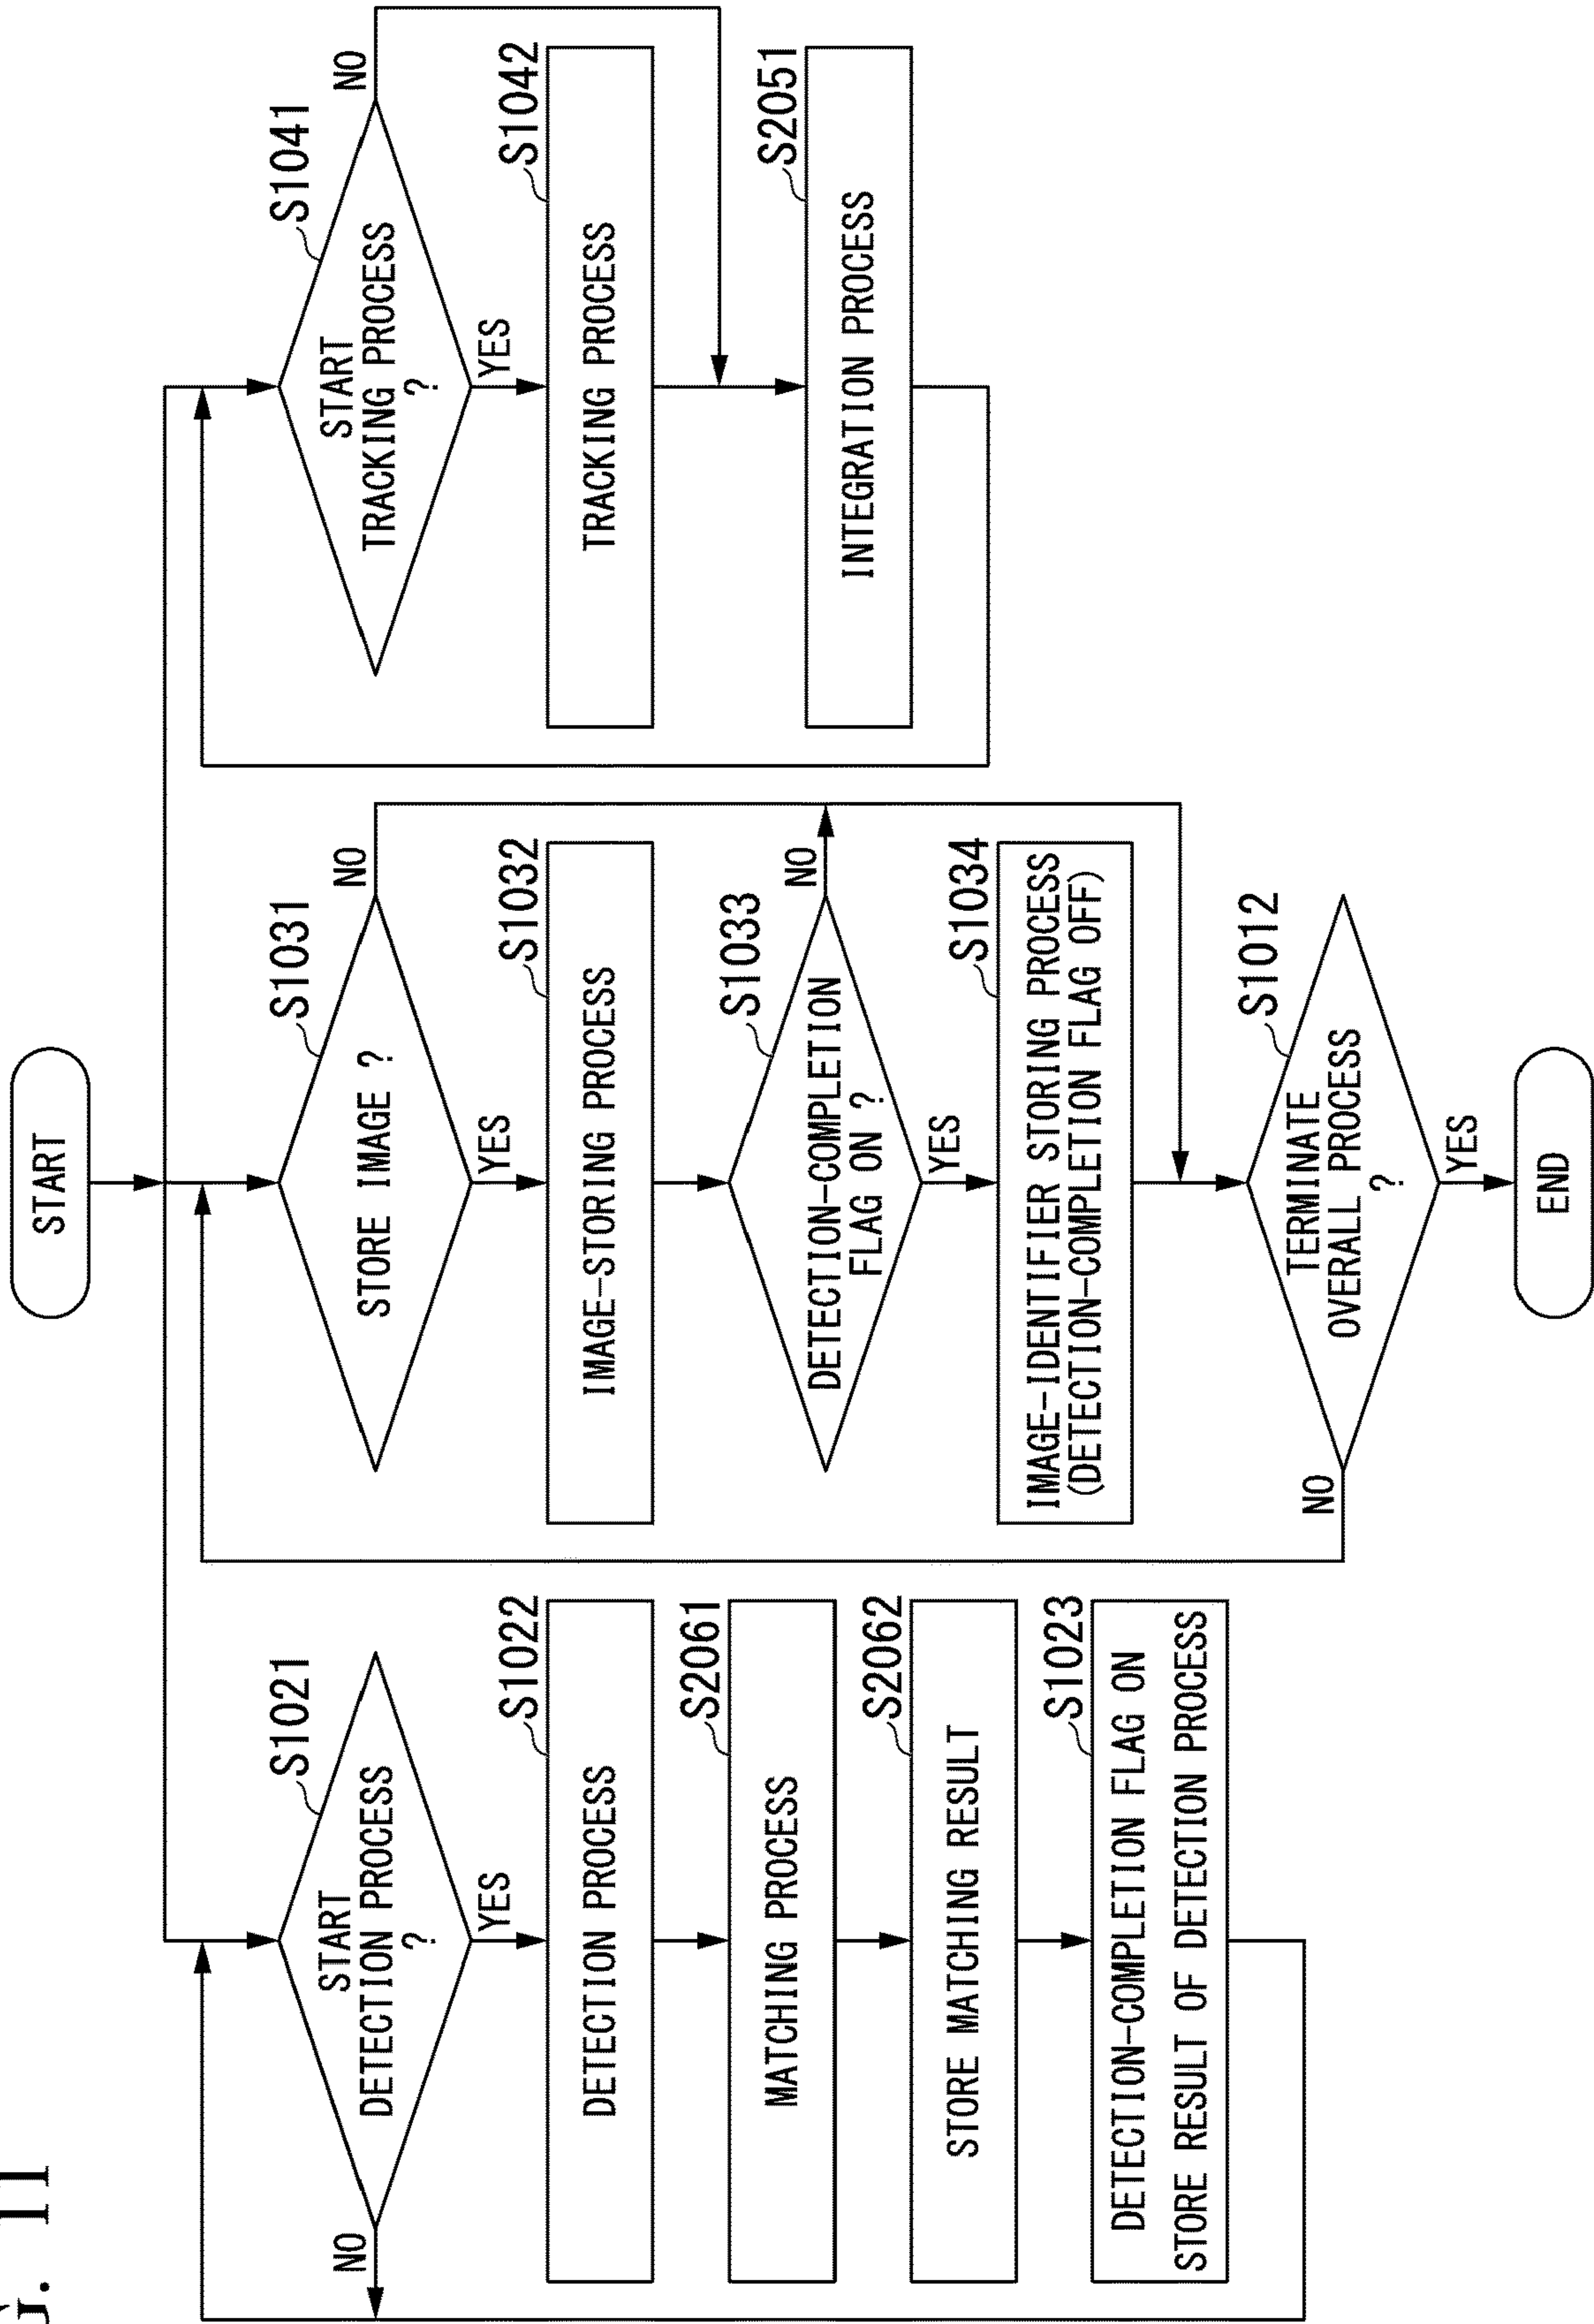 G. 11
START
S1021
START
DETECTION PROCESS
?
NO
YES
S1022
DETECTION PROCESS
S2061
MATCHING PROCESS
S2062
STORE MATCHING RESULT
S1023
DETECTION-COMPLETION FLAG ON
STORE RESULT OF DETECTION PROCESS
S1031
STORE IMAGE ?
NO
YES
S1032
IMAGE-STORING PROCESS
S1033
DETECTION-COMPLETION
FLAG ON ?
NO
YES
S1034
IMAGE-IDENTIFIER STORING PROCESS
(DETECTION-COMPLETION FLAG OFF)
S1012
TERMINATE
OVERALL PROCESS
?
NO
YES
END
S1041
START
TRACKING PROCESS
?
NO
YES
S1042
TRACKING PROCESS
S2051
INTEGRATION PROCESS